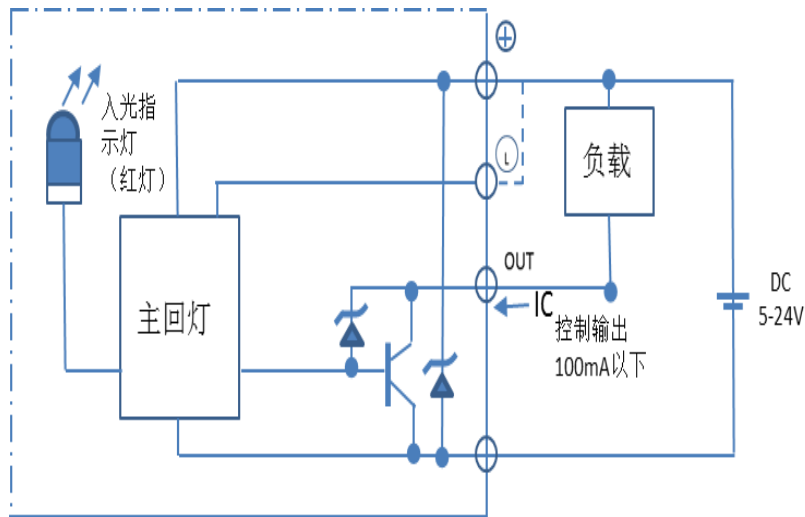 入光指
示灯
（红灯）
L
负载
OUT
主回灯
IC
控制输出
100mA以下
DC
5-24V